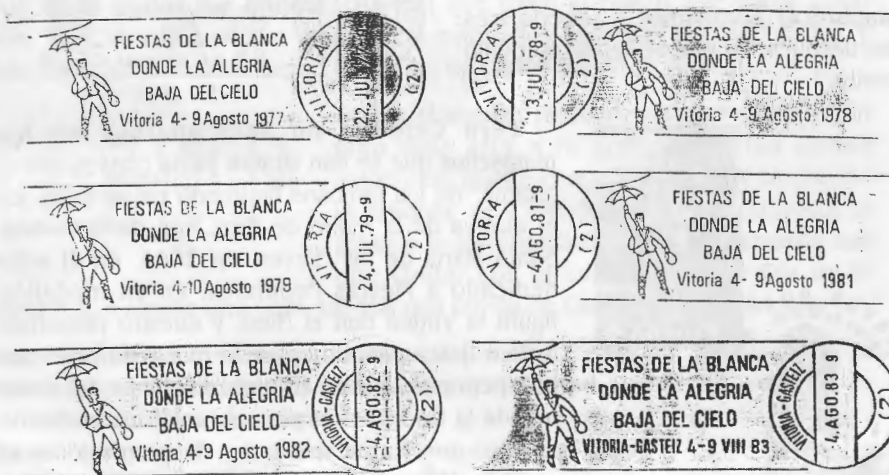 FIESTAS DE LA BLANCA
DONDE LA ALEGRIA
BAJA DEL CIELO
Vitoria 4-9 Agosto 1977
VITORIA
22.JUL
(2)
VITORIA
3.JUL.78-9
(2)
FIESTAS DE LA BLANCA
DONDE LA ALEGRIA
BAJA DEL CIELO
Vitoria 4-9 Agosto 1978
FIESTAS DE LA BLANCA
DONDE LA ALEGRIA
BAJA DEL CIELO
Vitoria 4-10 Agosto 1979
VITORIA
24.JUL.79-9
(2)
VITORIA
-4.AGO.81-9
(2)
FIESTAS DE LA BLANCA
DONDE LA ALEGRIA
BAJA DEL CIELO
Vitoria 4-9 Agosto 1981
FIESTAS DE LA BLANCA
DONDE LA ALEGRIA
BAJA DEL CIELO
Vitoria 4-9 Agosto 1982
VITORIA-GASTEIZ
-4.AGO.82.-
(2)
FIESTAS DE LA BLANCA
DONDE LA ALEGRIA
BAJA DEL CIELO
VITORIA-GASTEIZ 4-9 VIII 83
VITORIA-GASTEIZ
-4.AGO.83-9
(2)